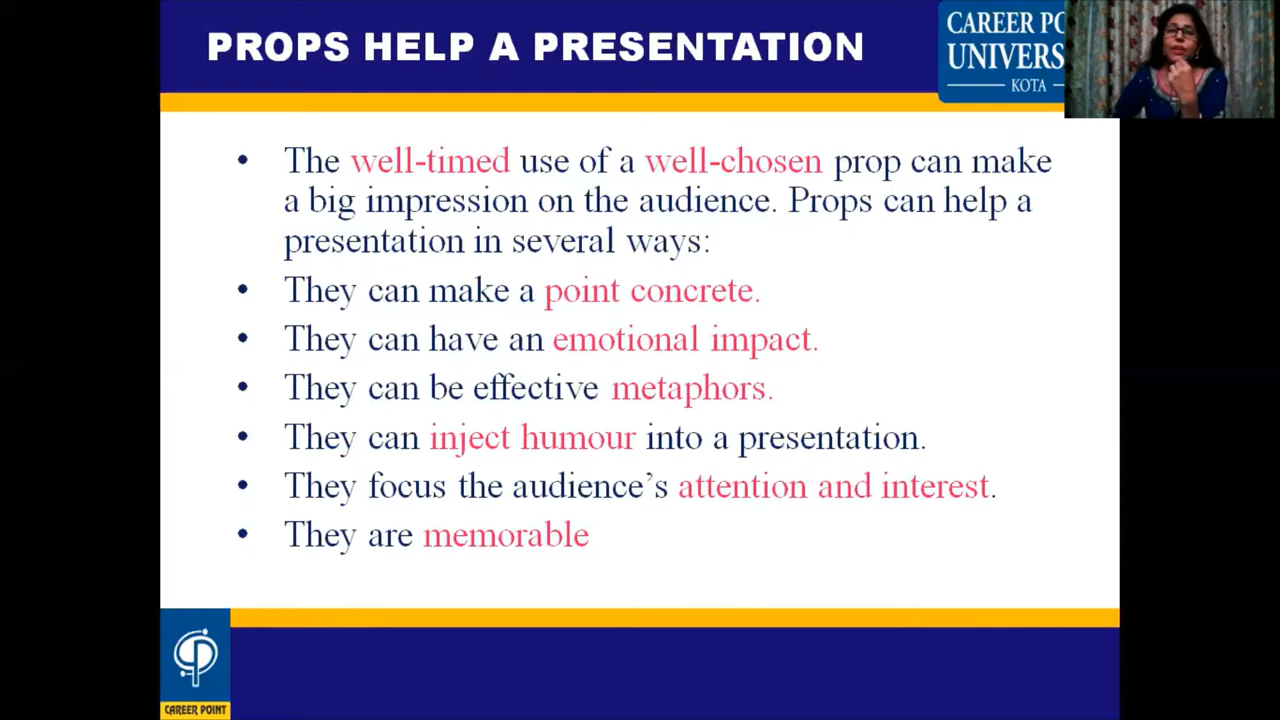 PROPS HELP A PRESENTATION
CAREER
UNIVERS
KOTA
• The well-timed use of a well-chosen prop can make
a big impression on the audience. Props can help a
presentation in several ways:
• They can make a point concrete.
• They can have an emotional impact.
• They can be effective metaphors.
• They can inject humour into a presentation.
• They focus the audience’s attention and interest.
• They are memorable
CAREER POINT